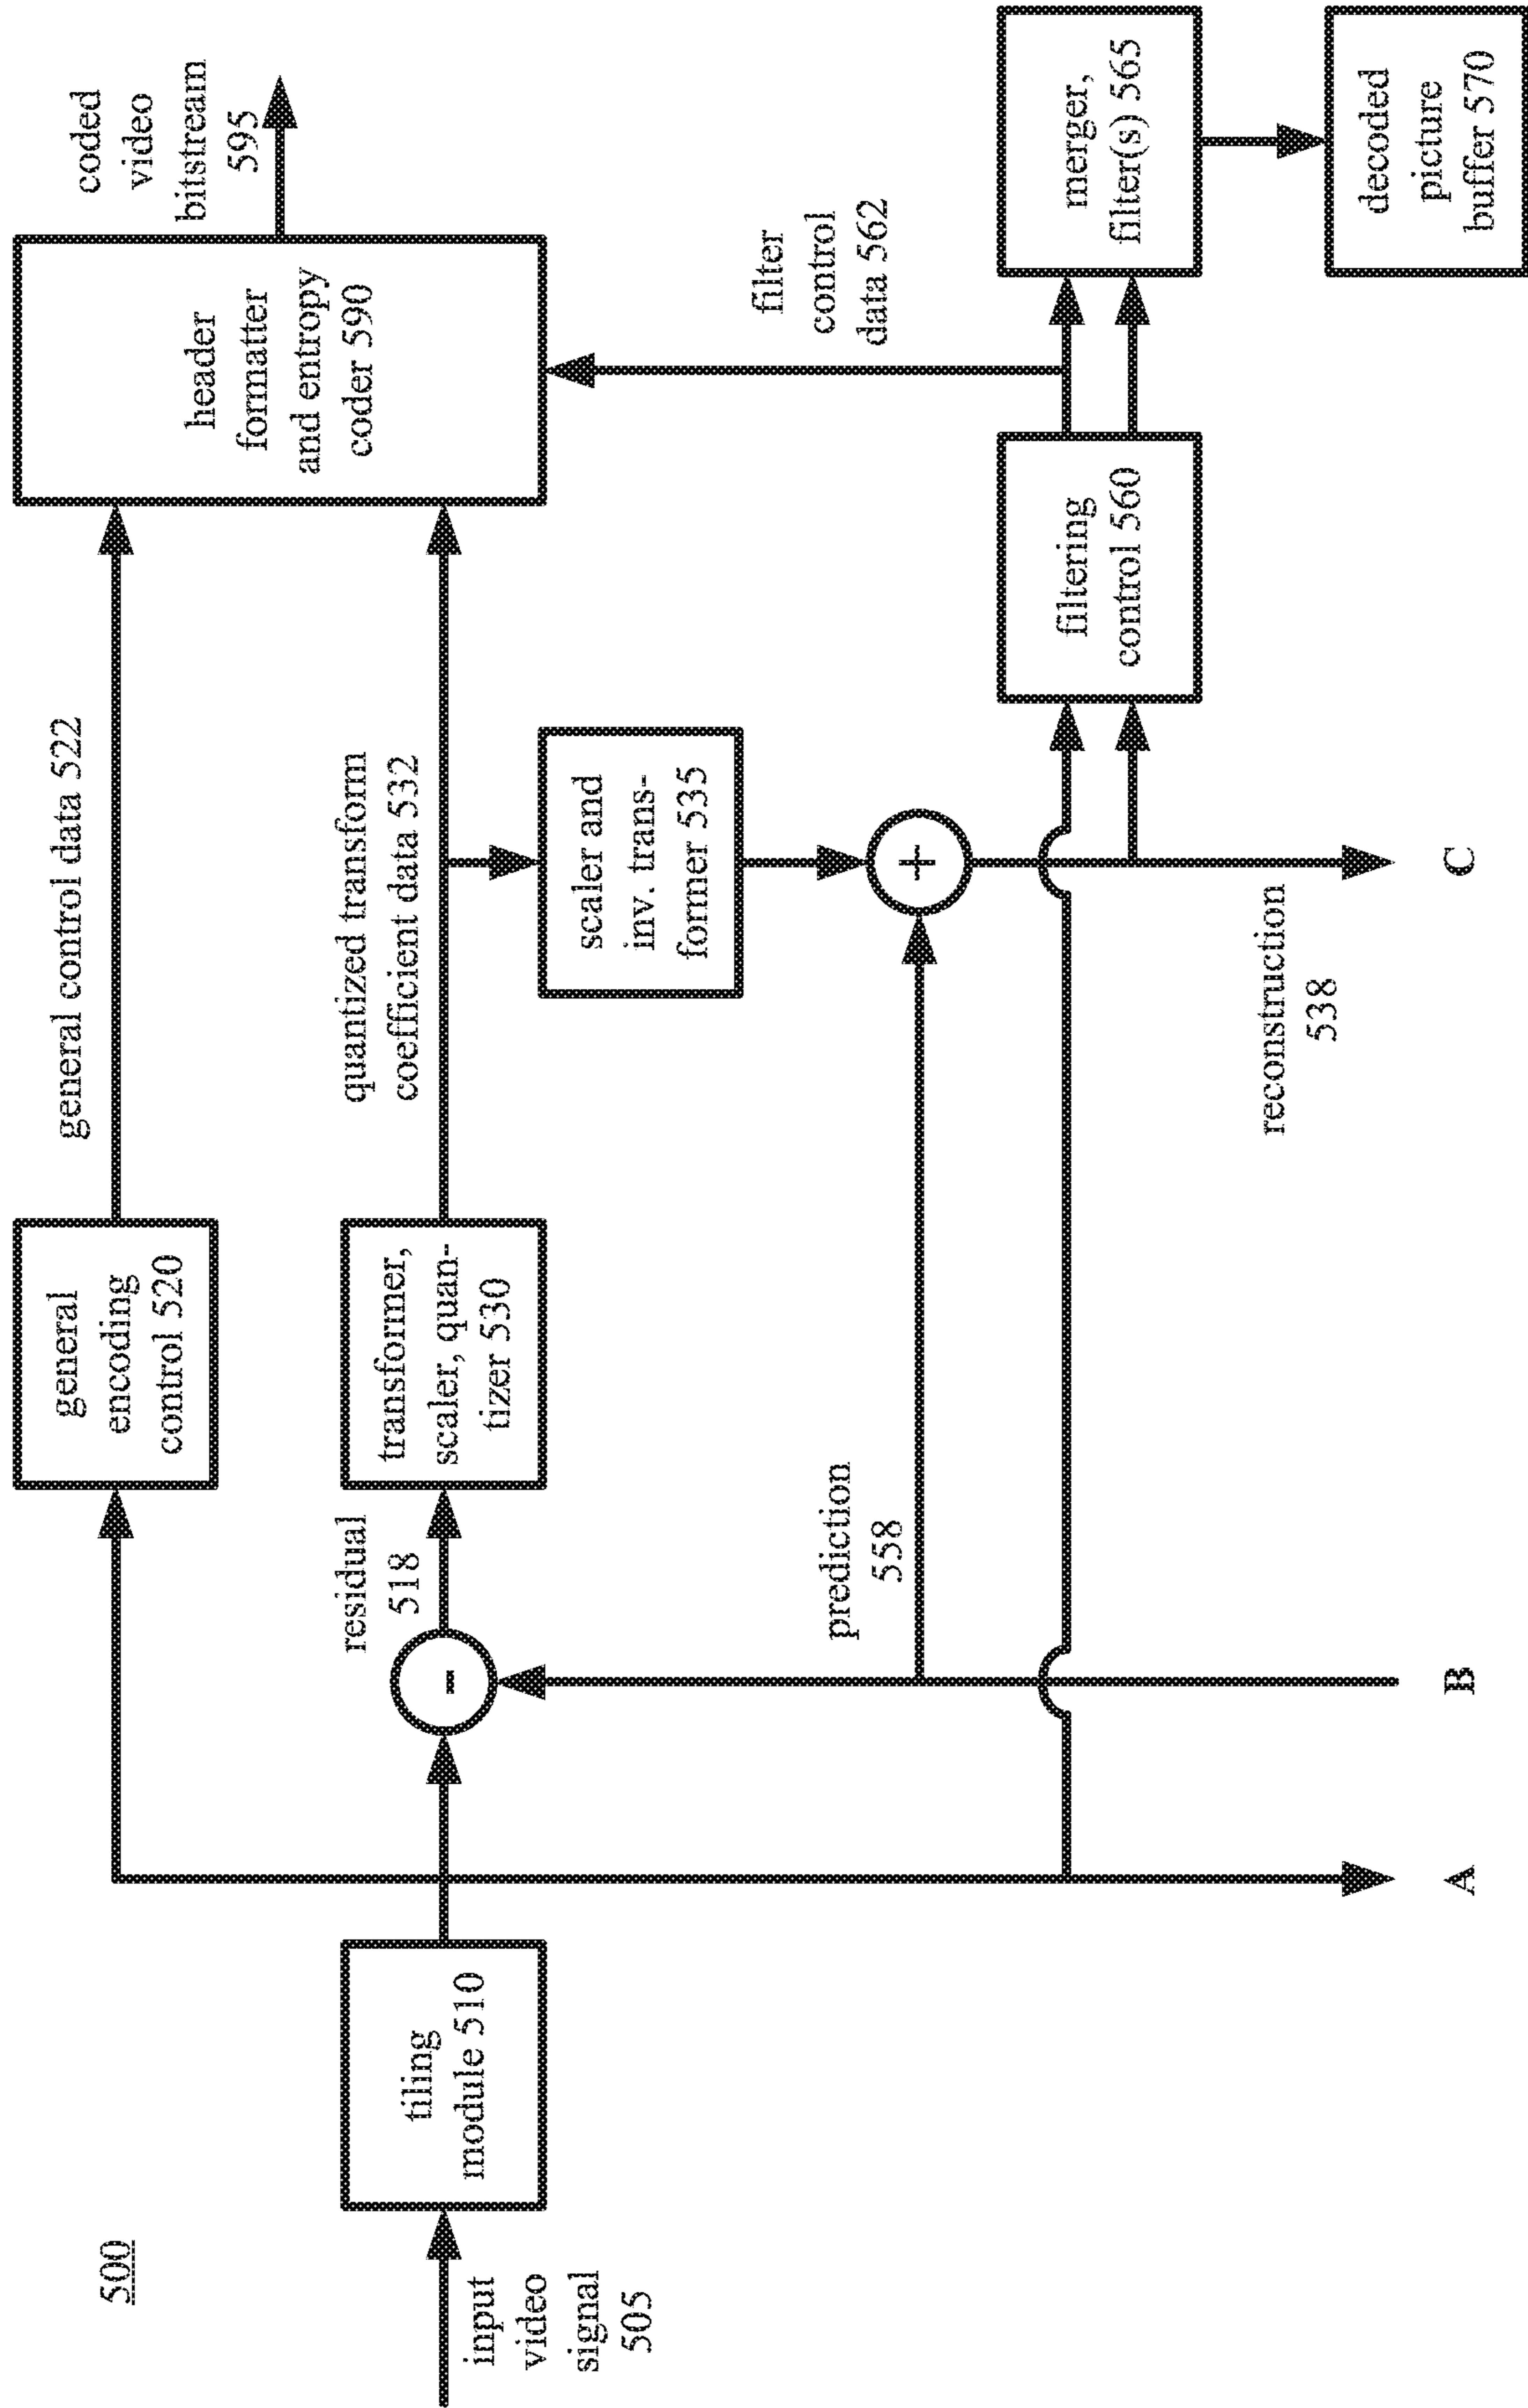 500
input
video
signal
505
tiling
module 510
general
encoding
control 520
general control data 522
residual
518
transformer,
scaler, quan-
tizer 530
quantized transform
coefficient data 532
header
formatter
and entropy
coder 590
coded
video
bitstream
595
scaler and
inv. trans-
former 535
prediction
558
-
+
filter
control
data 562
filtering
control 560
merger,
filter(s) 565
decoded
picture
buffer 570
reconstruction
538
A
B
C